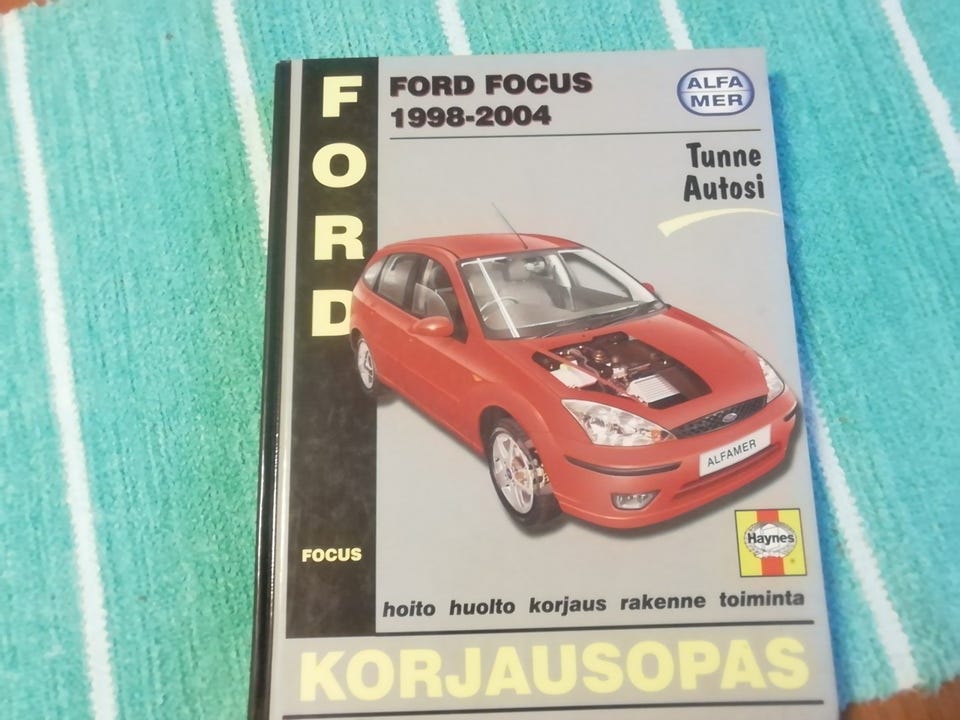 FORD
FORD FOCUS
1998-2004
ALFA
MER
Tunne
Autosi
ALFAMER
Haynes
FOCUS
hoito huolto korjaus rakenne toiminta
KORJAUSOPAS